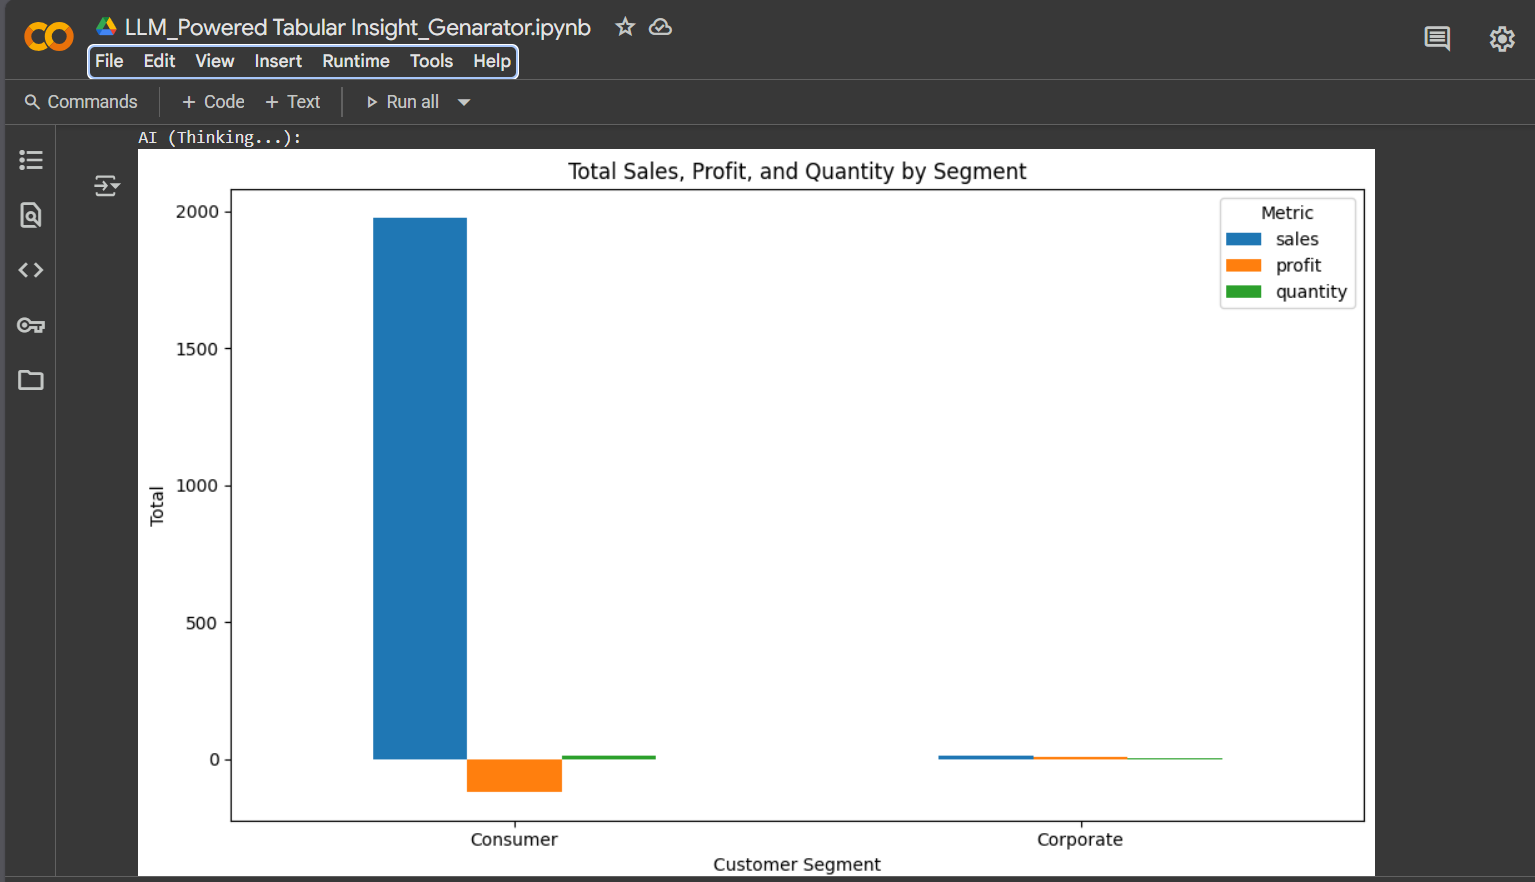 LLM_Powered Tabular Insight_Genarator.ipynb
File Edit View Insert Runtime Tools Help
Commands + Code + Text Run all
AI (Thinking...):
Total Sales, Profit, and Quantity by Segment
Metric
sales
profit
quantity
2000
1500
1000
500
0
Total
Consumer Corporate
Customer Segment